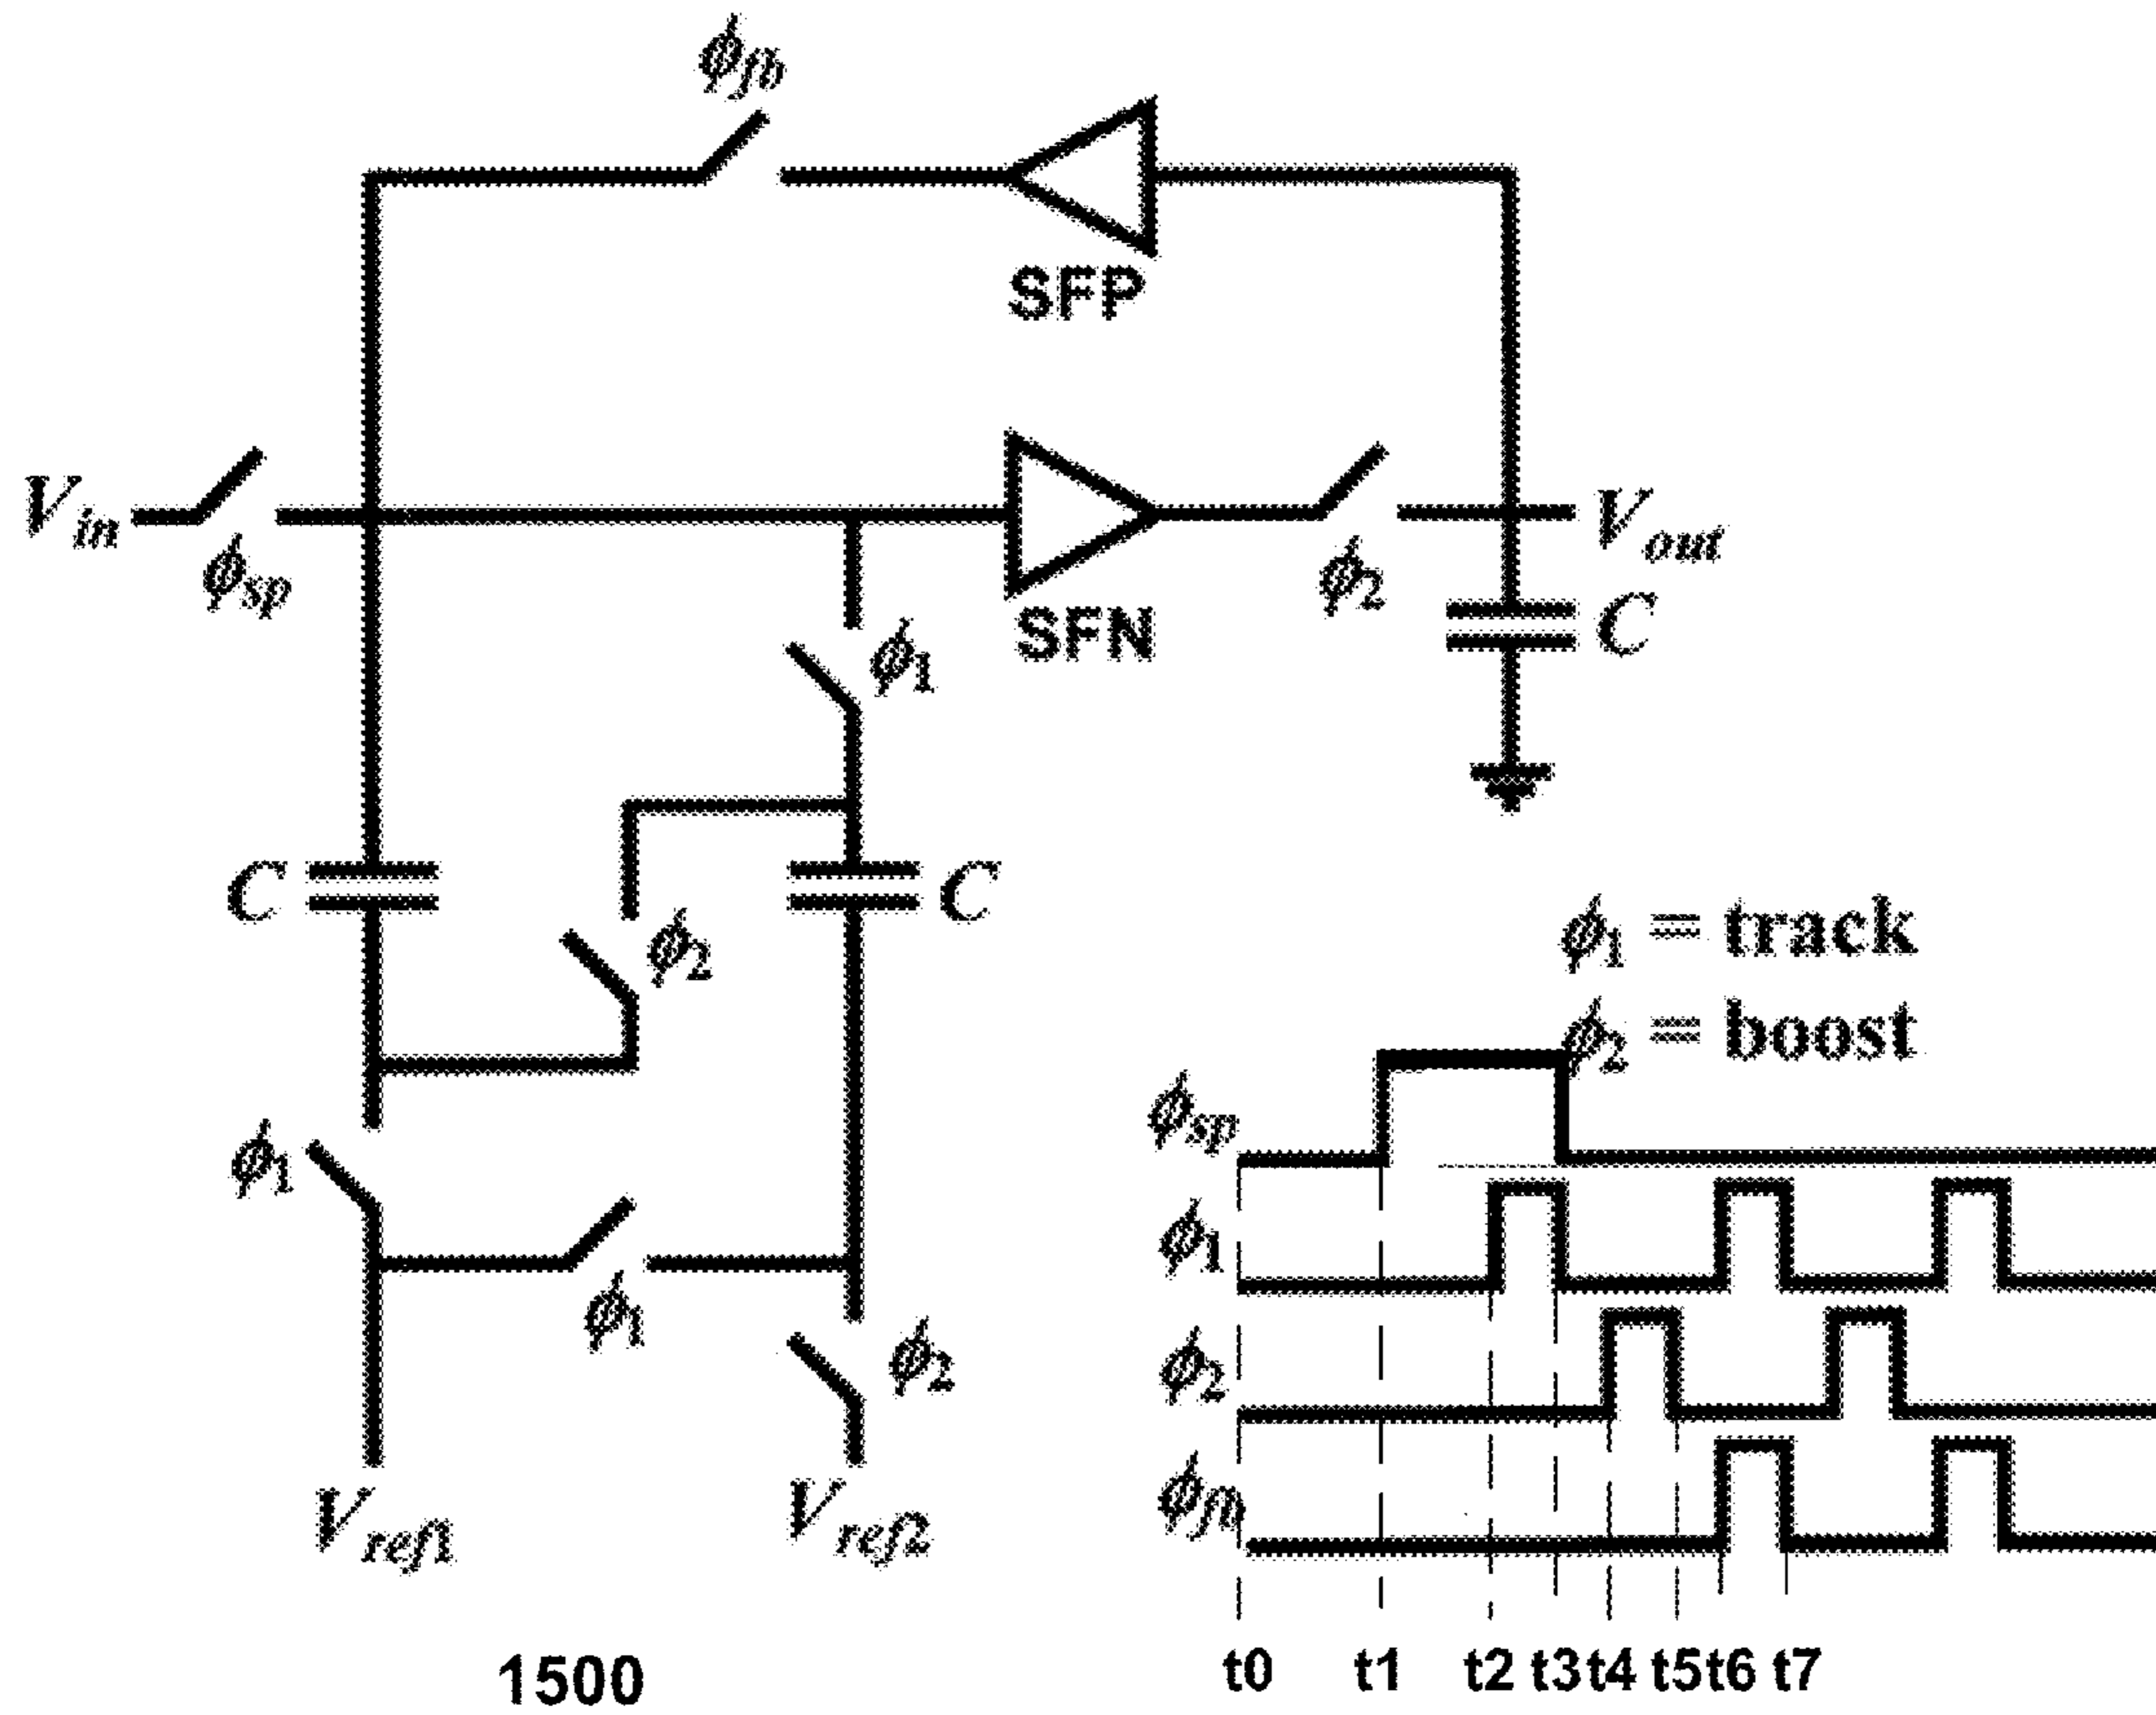 ϕfb
SFP
Vin
ϕsp
SFN
ϕ2
Vout
C
ϕ1
C
ϕ2
C
ϕ1 = track
ϕ2 = boost
ϕ1
ϕ1
ϕ2
Vref1
Vref2
ϕsp
ϕ1
ϕ2
ϕfb
t0 t1 t2 t3 t4 t5 t6 t7
1500